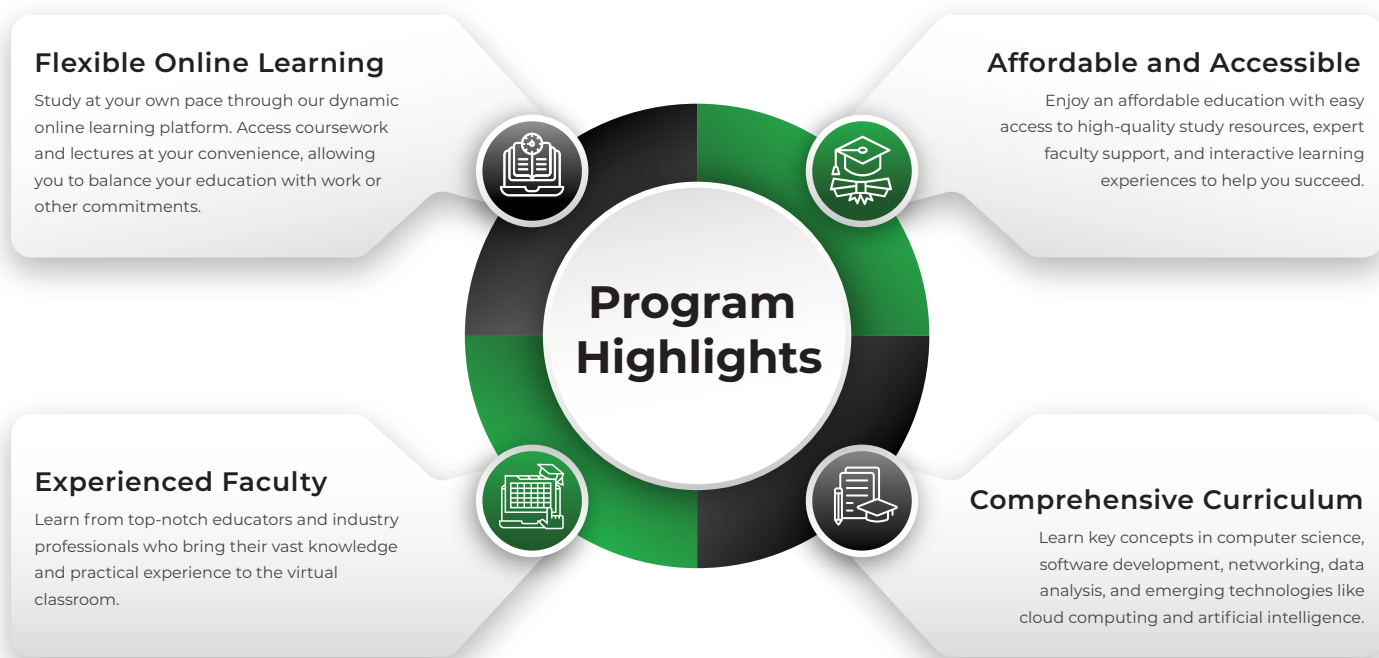 Flexible Online Learning
Study at your own pace through our dynamic
online learning platform. Access coursework
and lectures at your convenience, allowing
you to balance your education with work or
other commitments.
Affordable and Accessible
Enjoy an affordable education with easy
access to high-quality study resources, expert
faculty support, and interactive learning
experiences to help you succeed.
Program
Highlights
Experienced Faculty
Learn from top-notch educators and industry
professionals who bring their vast knowledge
and practical experience to the virtual
classroom.
Comprehensive Curriculum
Learn key concepts in computer science,
software development, networking, data
analysis, and emerging technologies like
cloud computing and artificial intelligence.